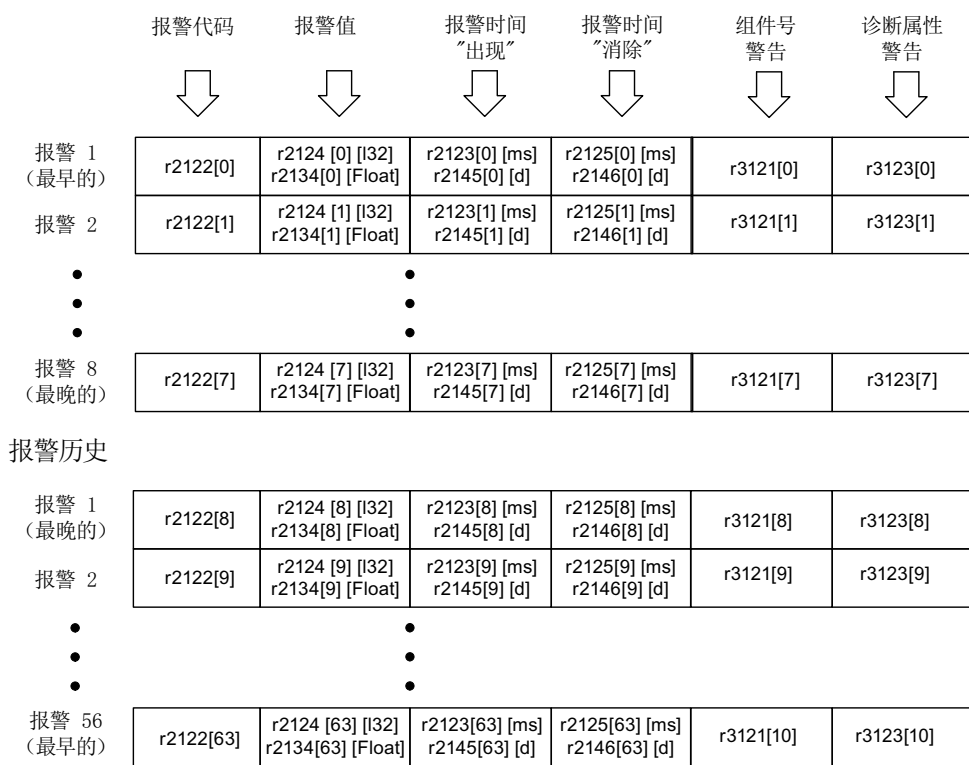 报警代码 报警值 报警时间 报警时间 组件号 诊断属性
"出现" "消除" 警告 警告
报警 1
(最早的)
r2122[0] r2124 [0] [I32] r2123[0] [ms] r2125[0] [ms] r3121[0] r3123[0]
r2134[0] [Float] r2145[0] [d] r2146[0] [d]
报警 2
r2122[1] r2124 [1] [I32] r2123[1] [ms] r2125[1] [ms] r3121[1] r3123[1]
r2134[1] [Float] r2145[1] [d] r2146[1] [d]
报警 8
(最晚的)
r2122[7] r2124 [7] [I32] r2123[7] [ms] r2125[7] [ms] r3121[7] r3123[7]
r2134[7] [Float] r2145[7] [d] r2146[7] [d]
报警历史
报警 1
(最晚的)
r2122[8] r2124 [8] [I32] r2123[8] [ms] r2125[8] [ms] r3121[8] r3123[8]
r2134[8] [Float] r2145[8] [d] r2146[8] [d]
报警 2
r2122[9] r2124 [9] [I32] r2123[9] [ms] r2125[9] [ms] r3121[9] r3123[9]
r2134[9] [Float] r2145[9] [d] r2146[9] [d]
报警 56
(最早的)
r2122[63] r2124 [63] [I32] r2123[63] [ms] r2125[63] [ms] r3121[10] r3123[10]
r2134[63] [Float] r2145[63] [d] r2146[63] [d]